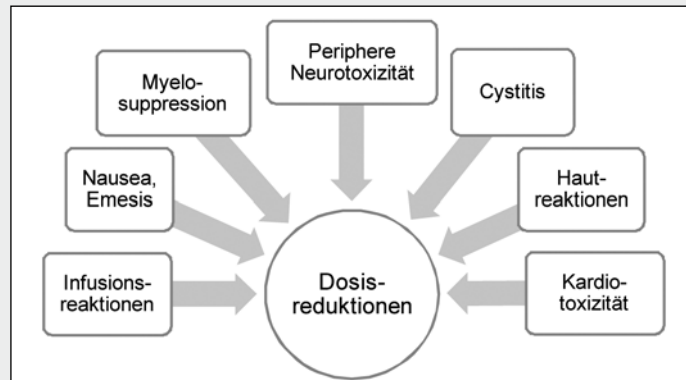 Periphere
Neurotoxizität
Myelo-
suppression
Cystitis
Nausea,
Emesis
Haut-
reaktionen
Infusions-
reaktionen
Dosis-
reduktionen
Kardio-
toxizität